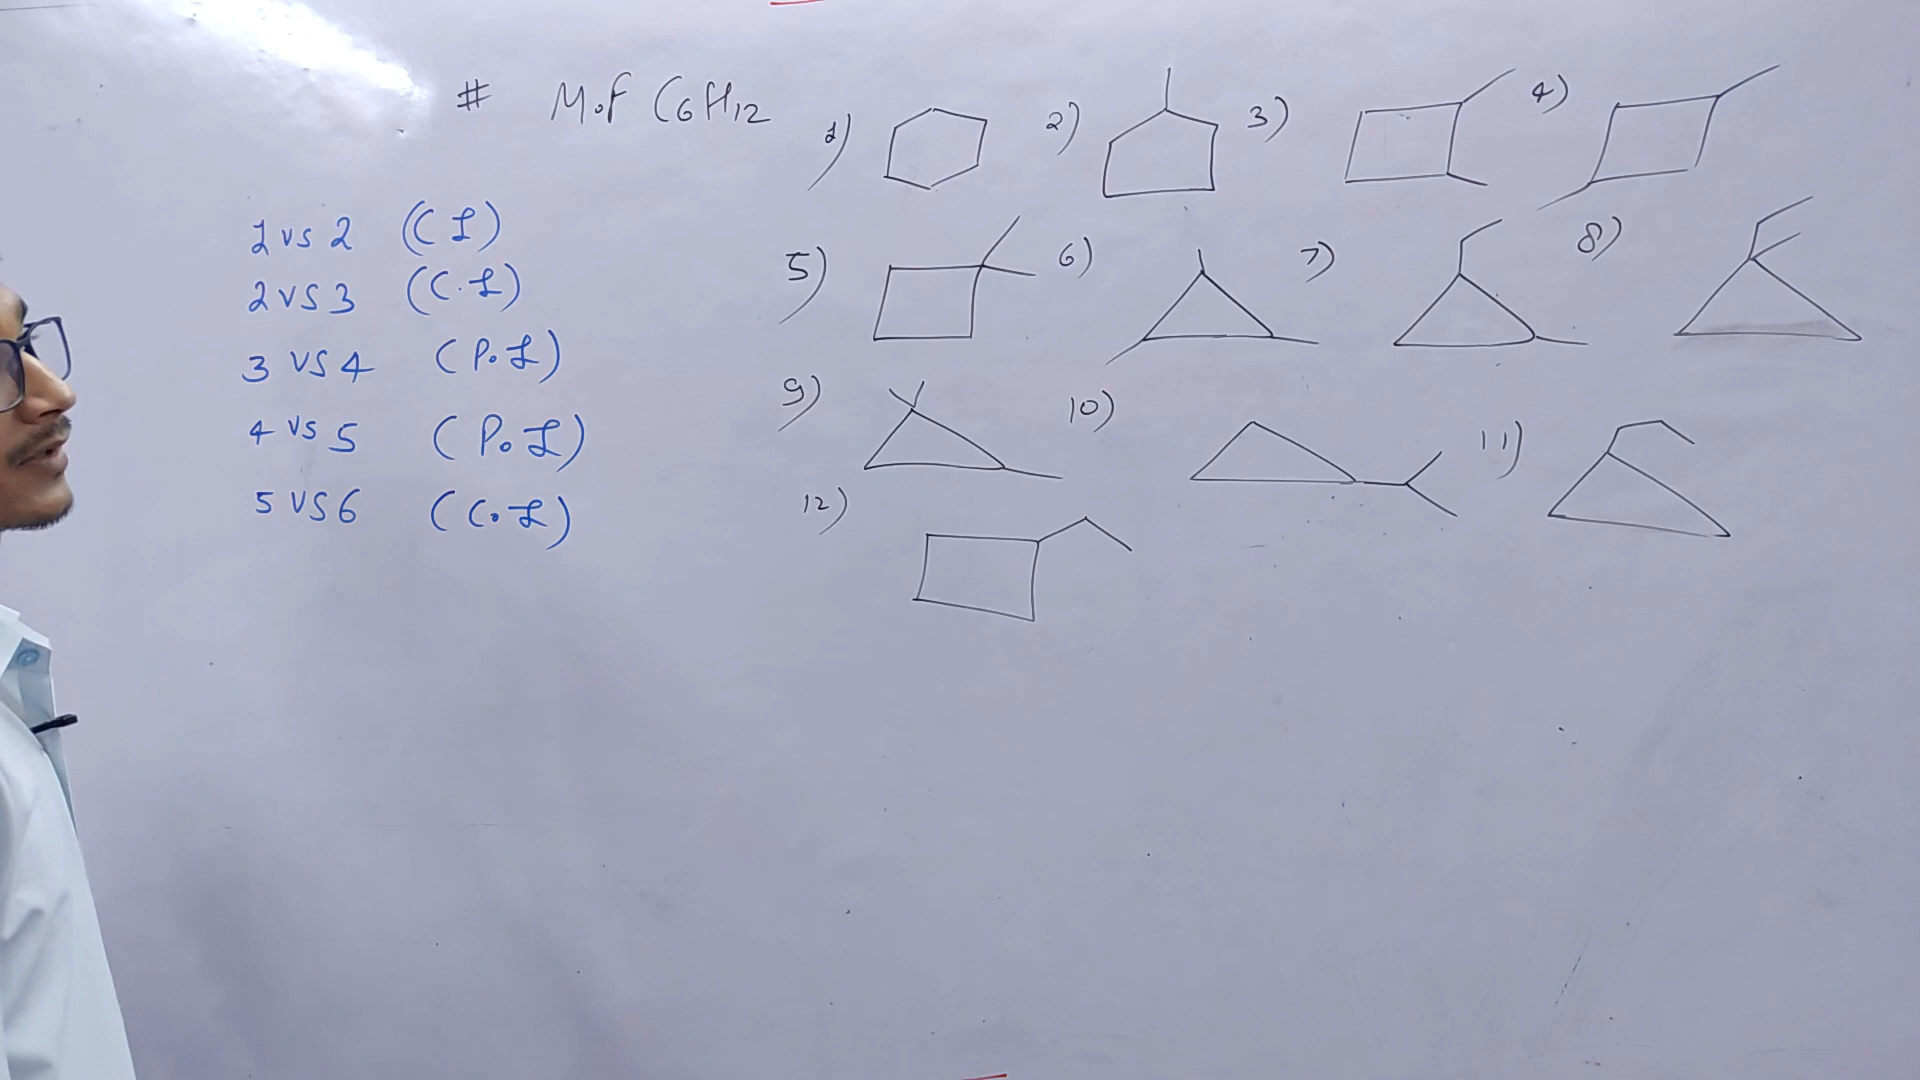 # M.F C6H12
1) 2) 3) 4)
5) 6) 7) 8)
9) 10) 11)
12)
1 vs 2 (C I)
2 vs 3 (C.I)
3 vs 4 (P.I)
4 vs 5 (P.I)
5 vs 6 (C.I)